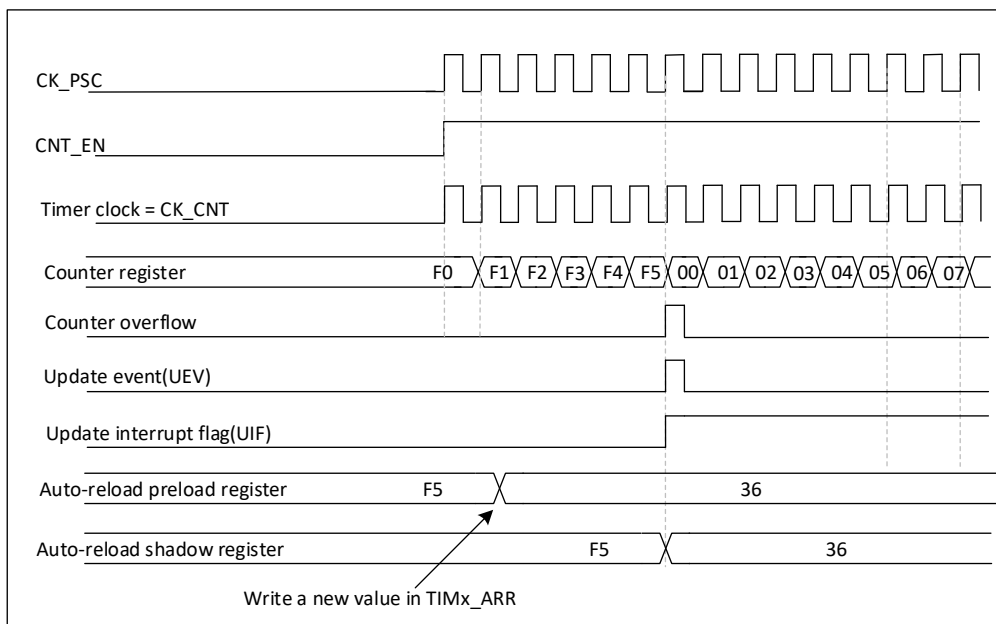 CK_PSC
CNT_EN
Timer clock = CK_CNT
Counter register F0 F1 F2 F3 F4 F5 00 01 02 03 04 05 06 07
Counter overflow
Update event(UEV)
Update interrupt flag(UIF)
Auto-reload preload register F5 36
Auto-reload shadow register F5 36
Write a new value in TIMx_ARR